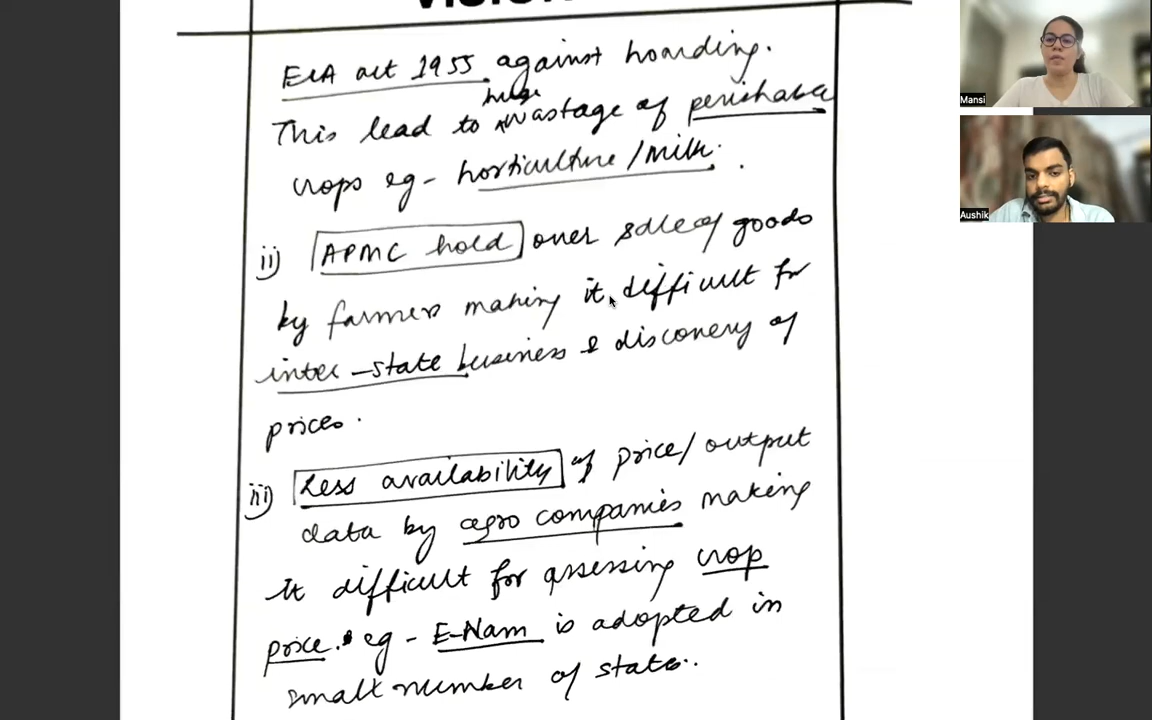 ECA act 1955 against hoarding.
huge
This lead to wastage of perishable
crops eg - horticulture/milk.
ii) APMC hold over sale of goods
by farmers making it difficult for
inter-state business & discovery of
prices.
iii) Less availability of price/output
data by agro companies making
it difficult for assessing crop
price. eg - E-Nam is adopted in
small number of state..
Mansi
Aushik